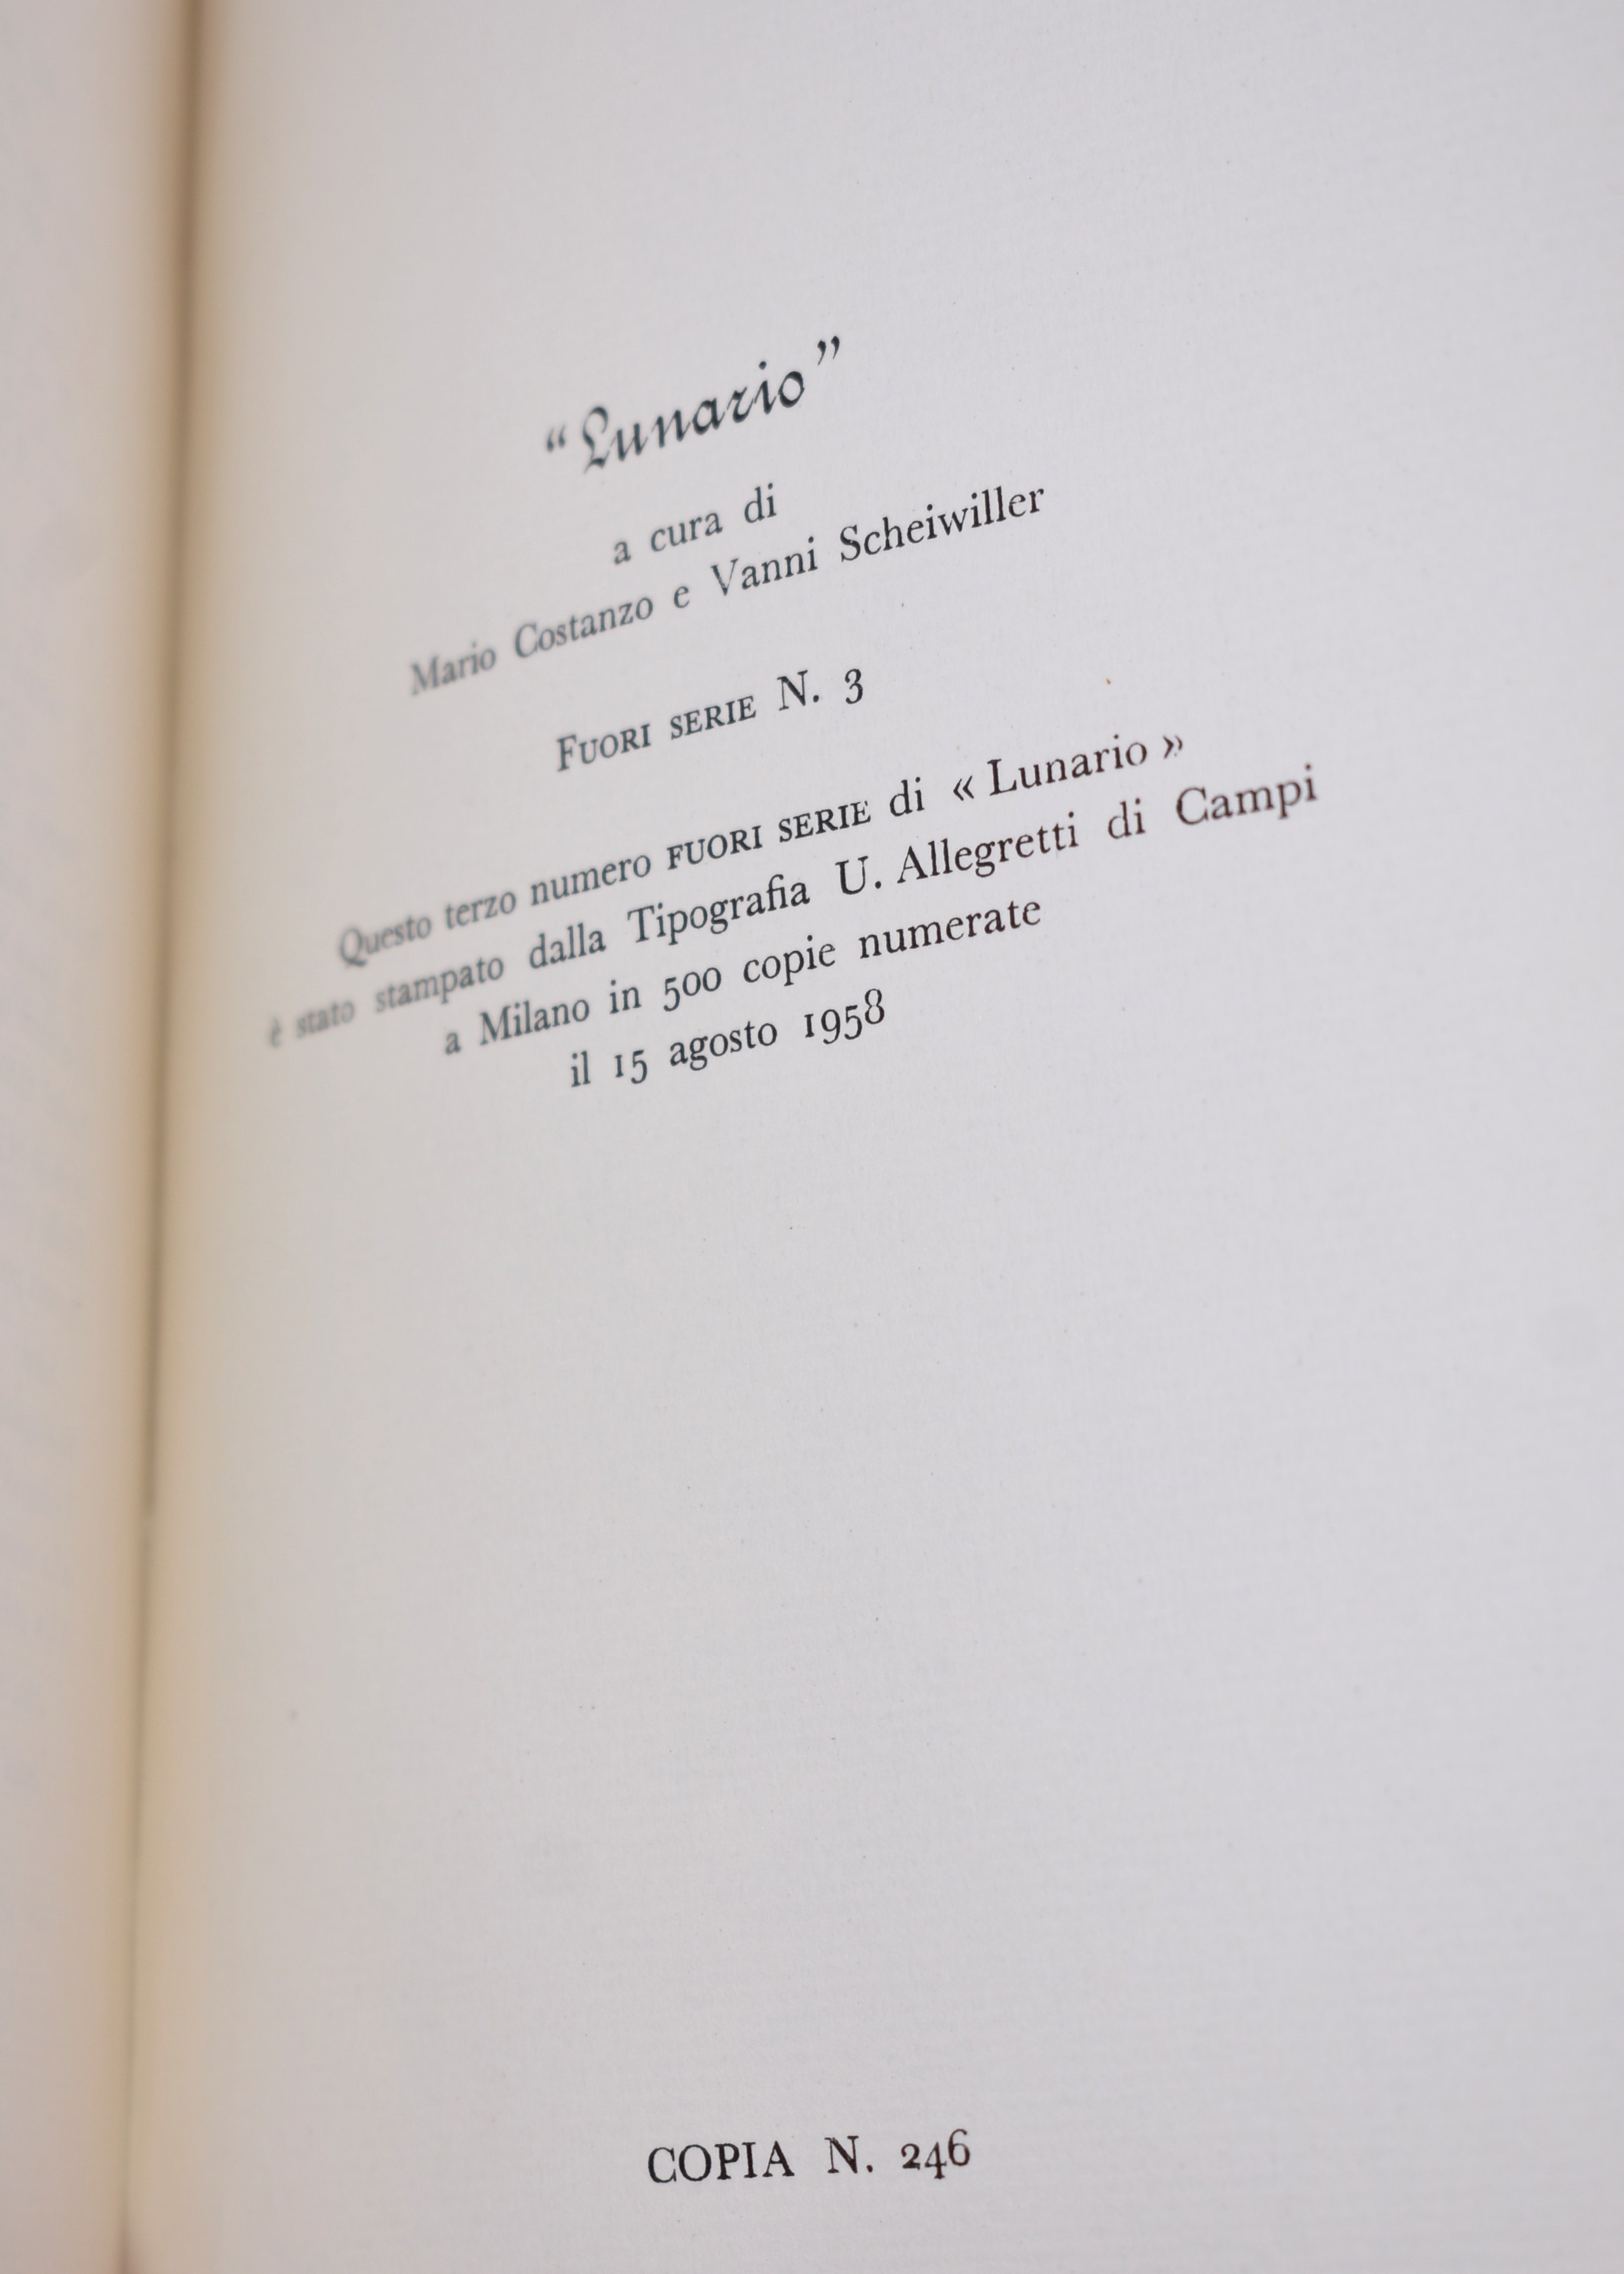 “Lunario”
a cura di
Mario Costanzo e Vanni Scheiwiller
FUORI SERIE N. 3
Questo terzo numero FUORI SERIE di « Lunario »
è stato stampato dalla Tipografia U. Allegretti di Campi
a Milano in 500 copie numerate
il 15 agosto 1958
COPIA N. 246